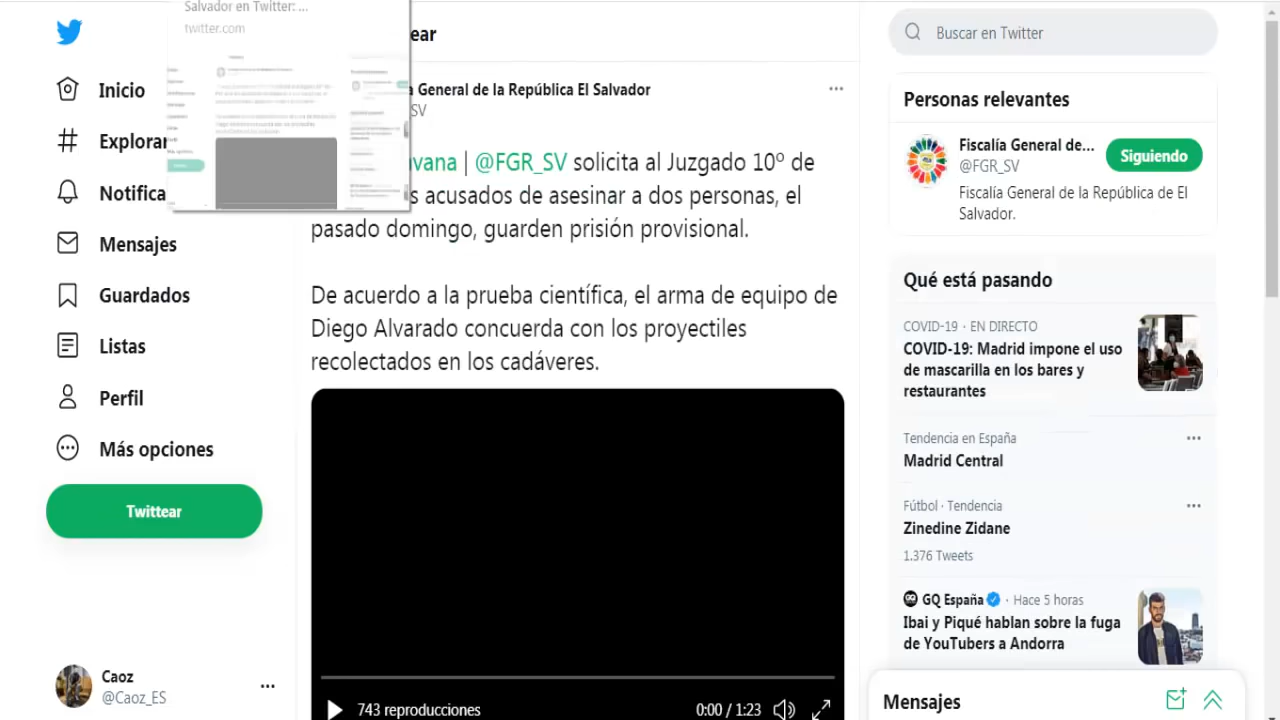 Salvador en Twitter: ...
twitter.com
ear
Buscar en Twitter
Inicio
Explorar
Notifica
Mensajes
Guardados
Listas
Perfil
Más opciones
Twittear
Caoz
@Caoz_ES
a General de la República El Salvador
SV
vana | @FGR_SV solicita al Juzgado 10º de
s acusados de asesinar a dos personas, el
pasado domingo, guarden prisión provisional.
De acuerdo a la prueba científica, el arma de equipo de
Diego Alvarado concuerda con los proyectiles
recolectados en los cadáveres.
743 reproducciones
0:00 / 1:23
Personas relevantes
Fiscalía General de...
@FGR_SV
Siguiendo
Fiscalía General de la República de El
Salvador.
Qué está pasando
COVID-19 · EN DIRECTO
COVID-19: Madrid impone el uso
de mascarilla en los bares y
restaurantes
Tendencia en España
Madrid Central
Fútbol · Tendencia
Zinedine Zidane
1.376 Tweets
GQ España · Hace 5 horas
Ibai y Piqué hablan sobre la fuga
de YouTubers a Andorra
Mensajes